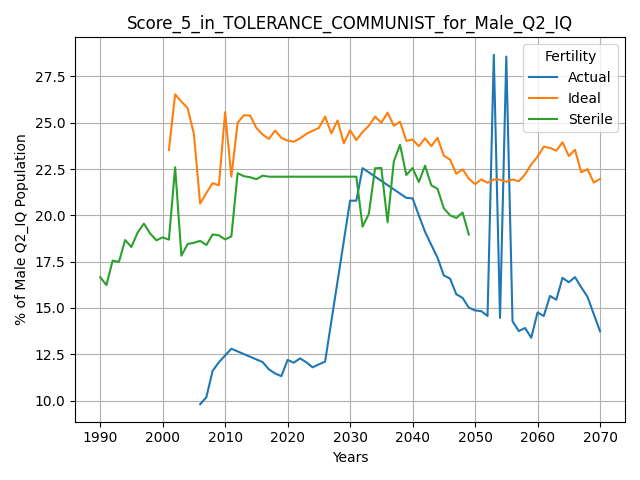 Score_5_in_TOLERANCE_COMMUNIST_for_Male_Q2_IQ
Fertility
Actual
Ideal
Sterile
% of Male Q2_IQ Population
27.5
25.0
22.5
20.0
17.5
15.0
12.5
10.0
1990 2000 2010 2020 2030 2040 2050 2060 2070
Years